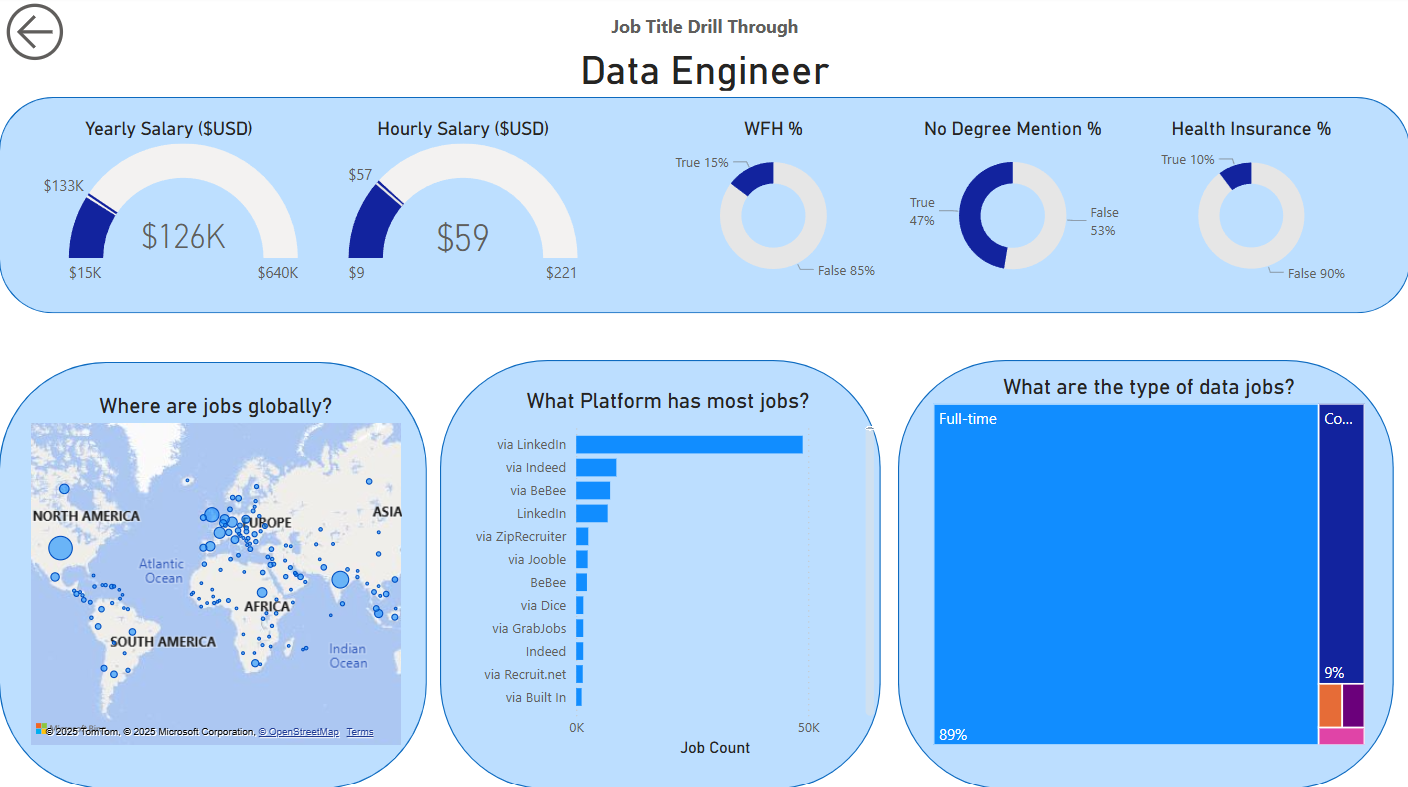 Job Title Drill Through
Data Engineer
Yearly Salary ($USD)
$133K
$126K
$15K
$640K
Hourly Salary ($USD)
$57
$59
$9
$221
WFH %
True 15%
False 85%
No Degree Mention %
True
47%
False
53%
Health Insurance %
True 10%
False 90%
Where are jobs globally?
NORTH AMERICA
EUROPE
ASIA
Atlantic
Ocean
AFRICA
SOUTH AMERICA
Indian
Ocean
© 2025 TomTom, © 2025 Microsoft Corporation, © OpenStreetMap Terms
What Platform has most jobs?
via LinkedIn
via Indeed
via BeBee
LinkedIn
via ZipRecruiter
via Jooble
BeBee
via Dice
via GrabJobs
Indeed
via Recruit.net
via Built In
0K
50K
Job Count
What are the type of data jobs?
Full-time
89%
Co...
9%